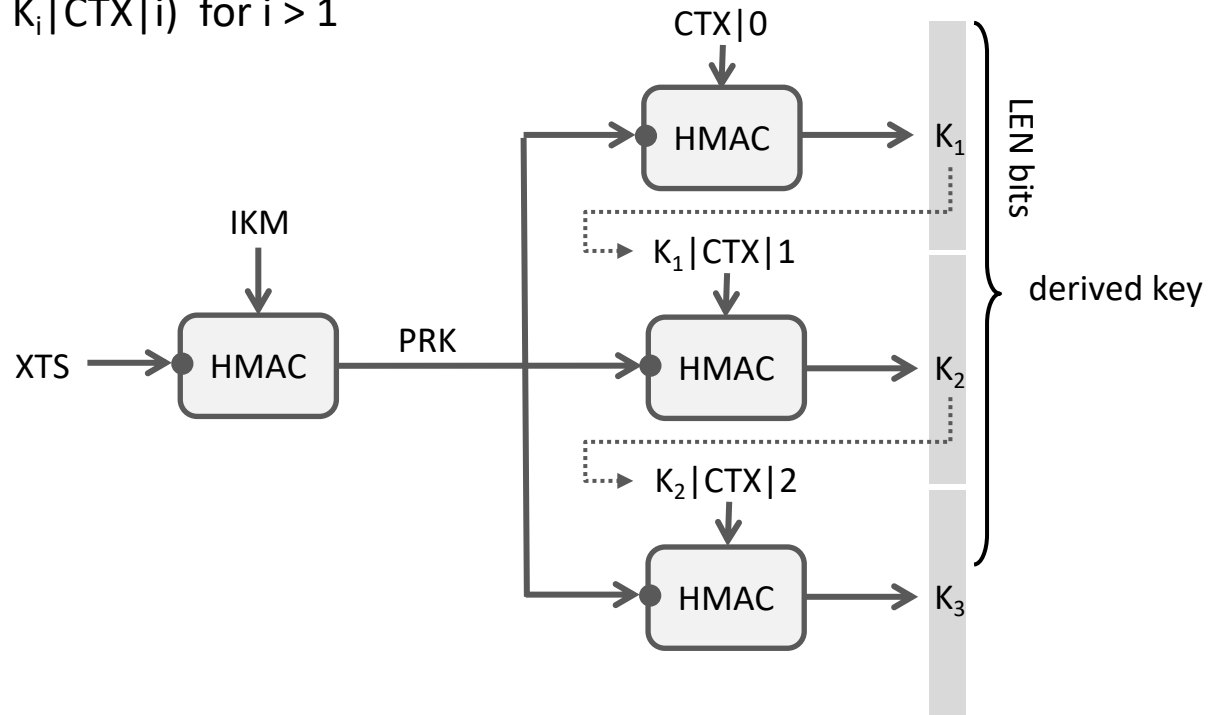 K₍ᵢ₎|CTX|i) for i > 1
CTX|0
HMAC
K₁
LEN bits
IKM
K₁|CTX|1
derived key
XTS
HMAC
PRK
HMAC
K₂
K₂|CTX|2
HMAC
K₃